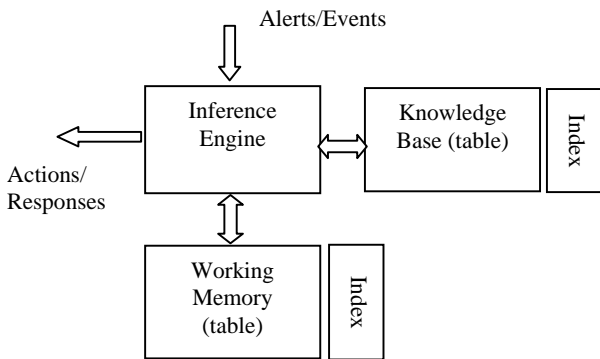 Alerts/Events
Inference
Engine
Knowledge
Base (table)
Index
Actions/
Responses
Working
Memory
(table)
Index